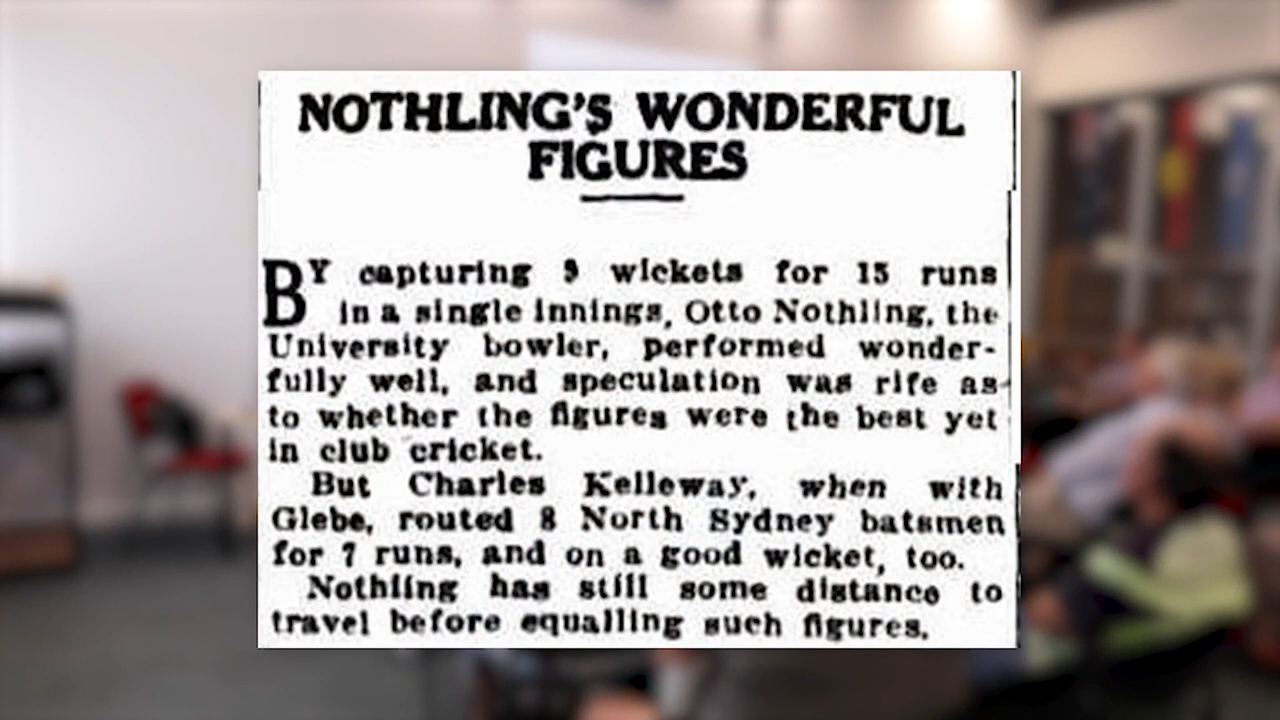 NOTHLING'S WONDERFUL
FIGURES
BY capturing 9 wickets for 15 runs
in a single innings, Otto Nothling, the
University bowler, performed wonder-
fully well, and speculation was rife as
to whether the figures were the best yet
in club cricket.
But Charles Kelleway, when with
Glebe, routed 8 North Sydney batsmen
for 7 runs, and on a good wicket, too.
Nothling has still some distance to
travel before equalling such figures.